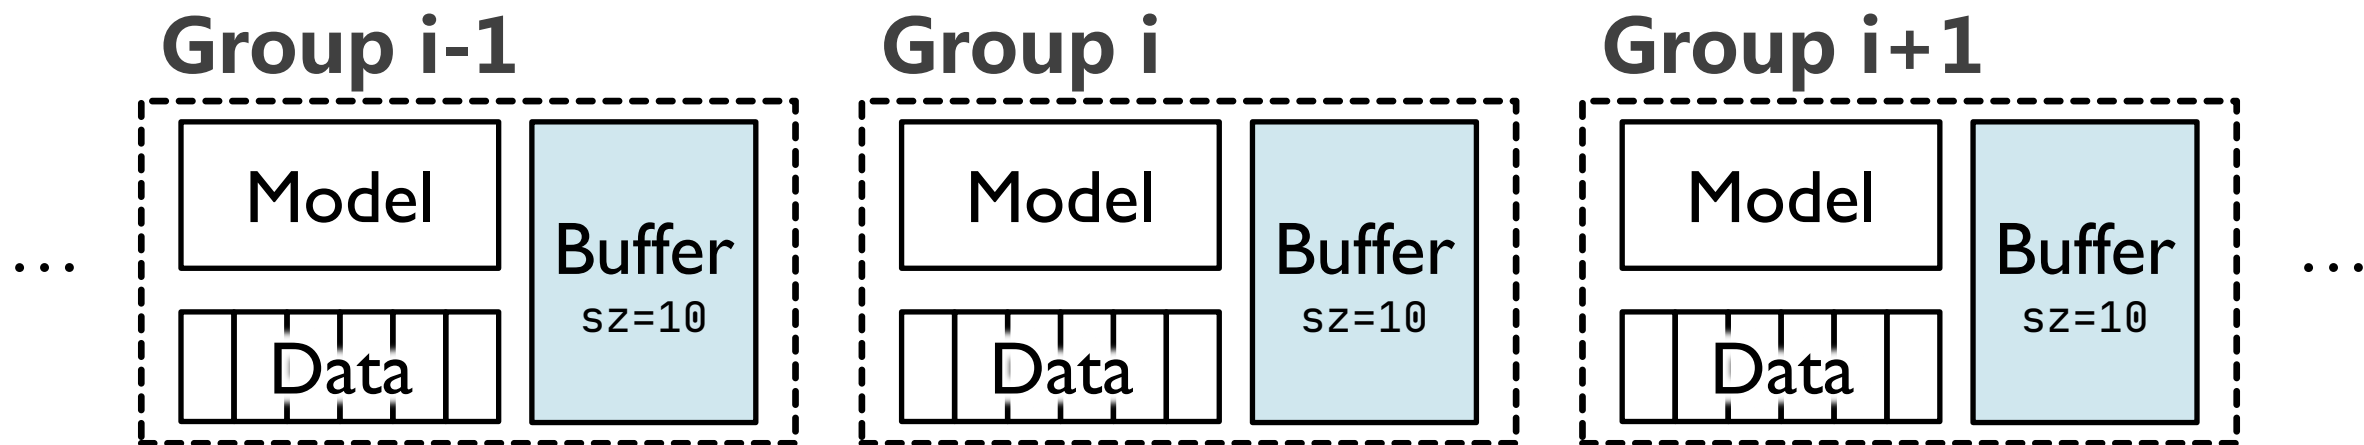 Group i-1
Group i
Group i+1
Model
Buffer
sz=10
Data
Model
Buffer
sz=10
Data
Model
Buffer
sz=10
Data
...
...